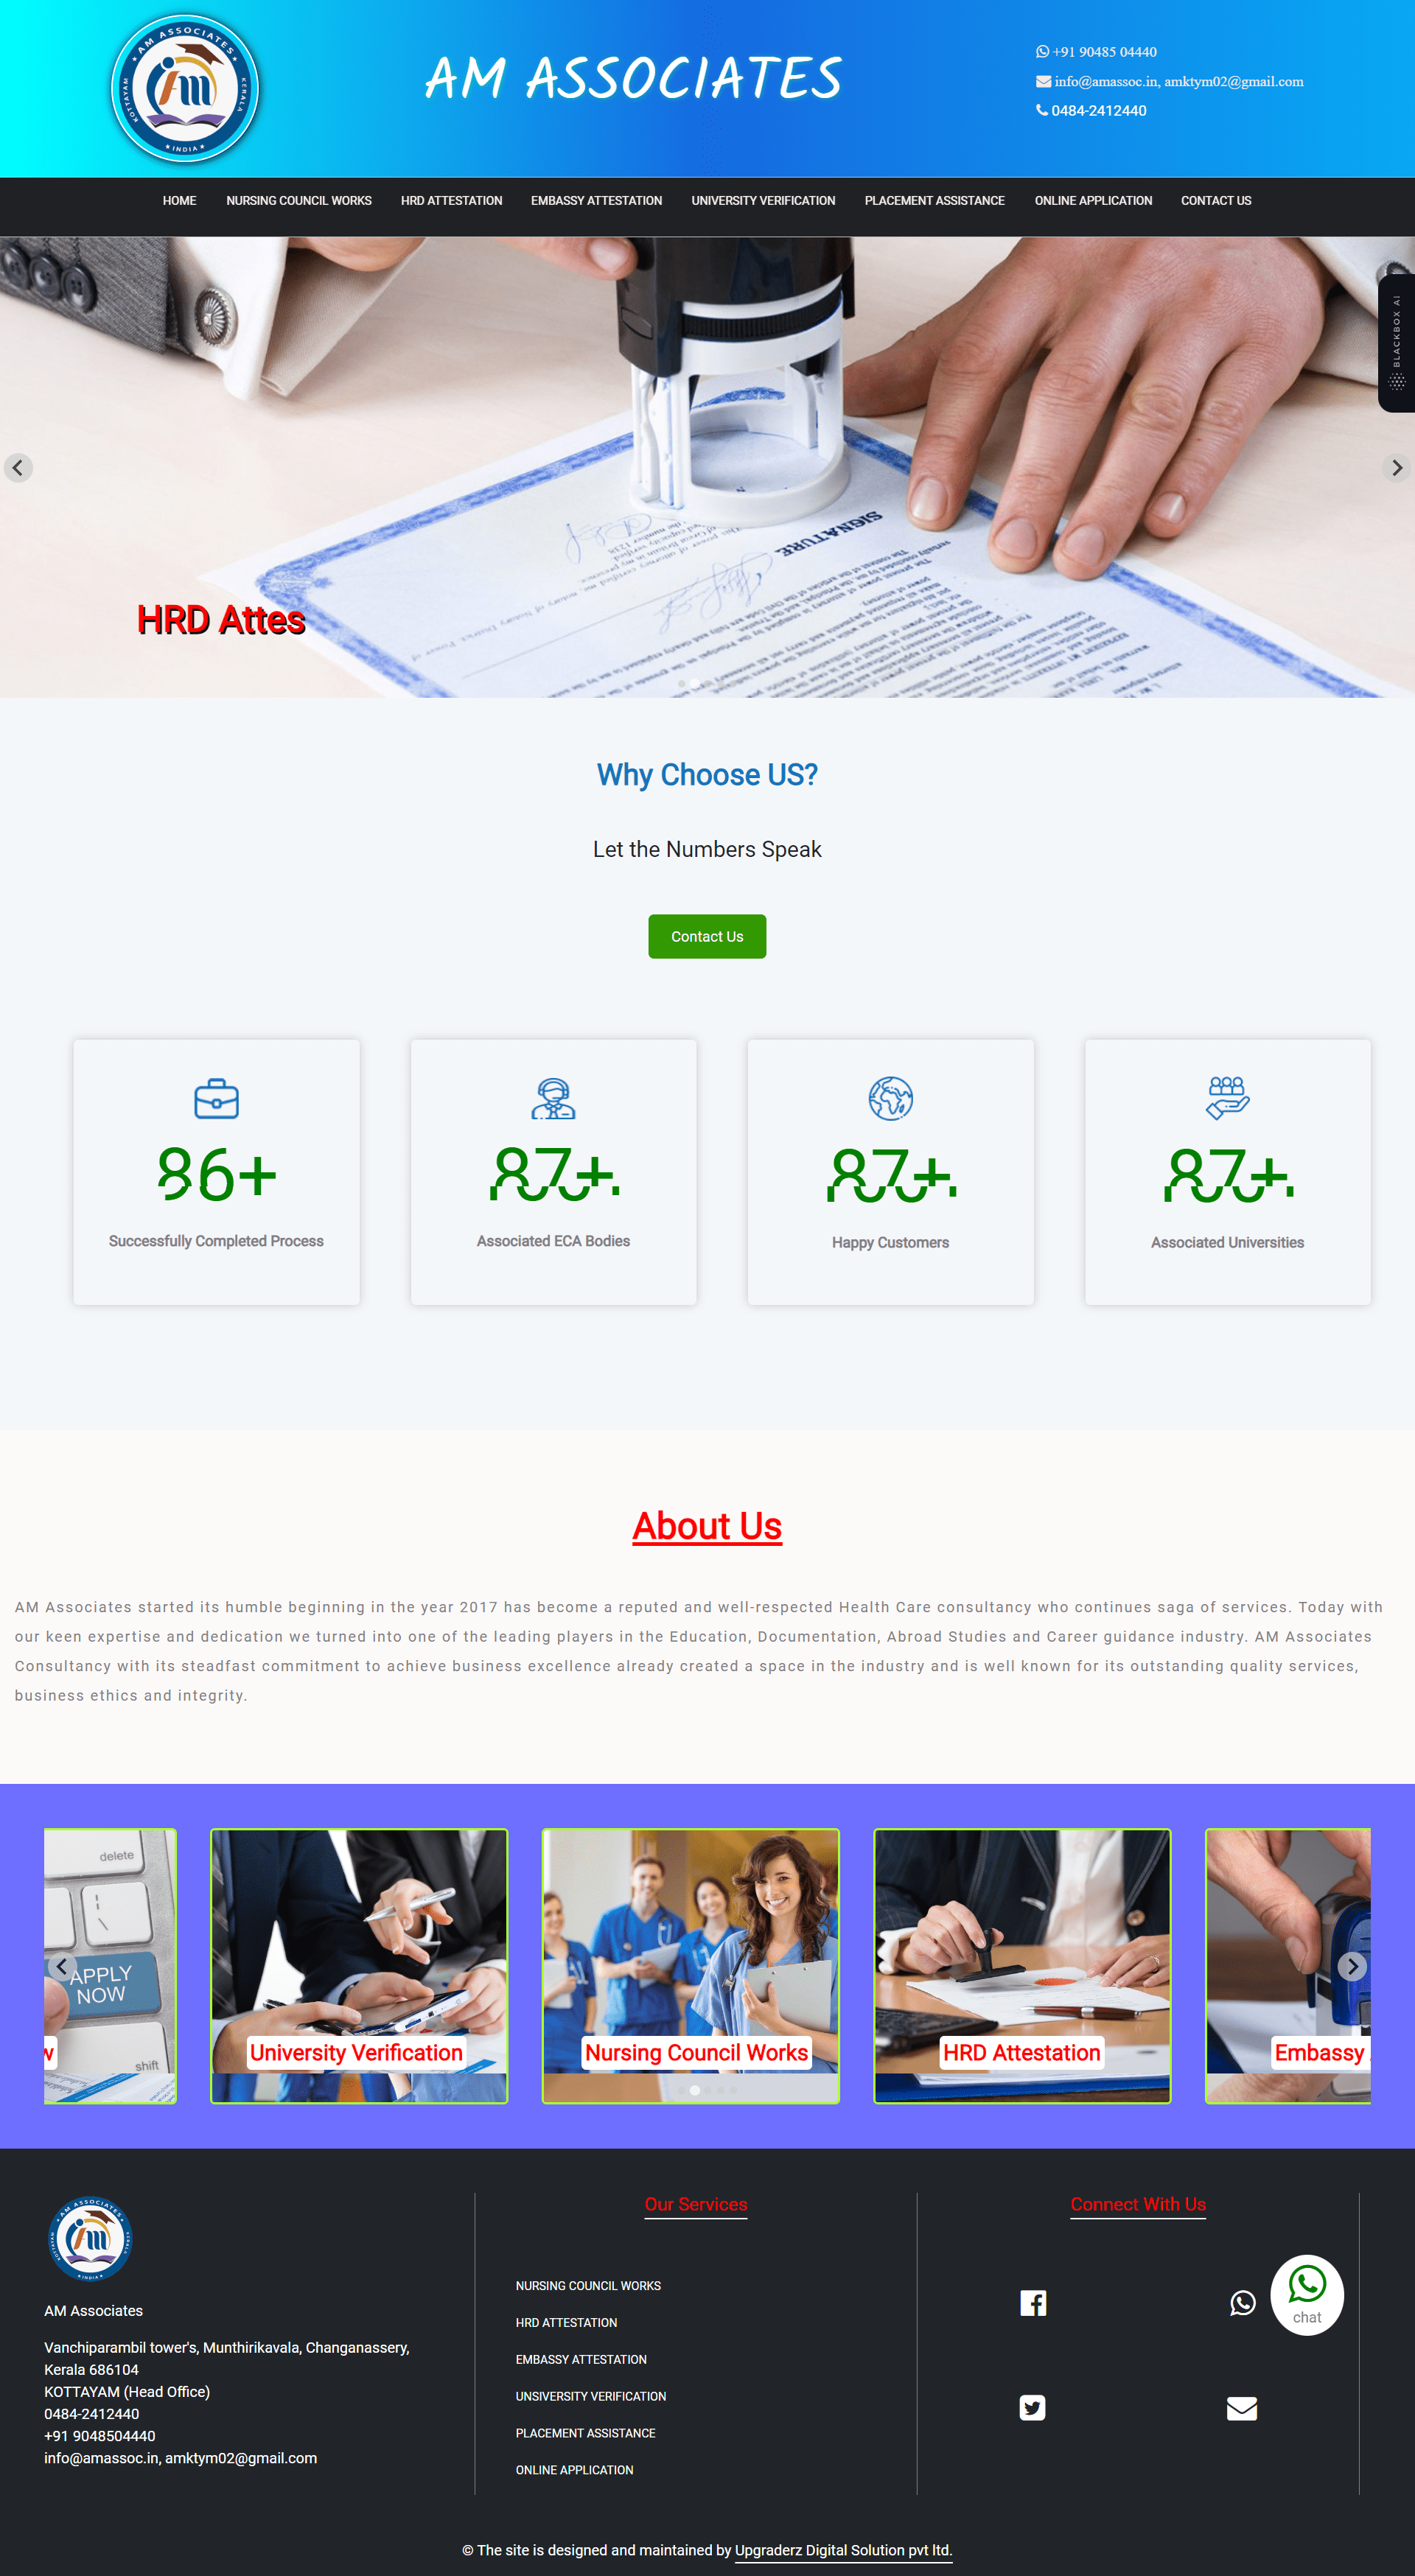 AM ASSOCIATES
KOTTAYAM
KERALA
INDIA
AM ASSOCIATES
+91 90485 04440
info@amassoc.in, amktym02@gmail.com
0484-2412440
HOME NURSING COUNCIL WORKS HRD ATTESTATION EMBASSY ATTESTATION UNIVERSITY VERIFICATION PLACEMENT ASSISTANCE ONLINE APPLICATION CONTACT US
BLACKBOX AI
SIGNATURE
HRD Attes
Why Choose US?
Let the Numbers Speak
Contact Us
Successfully Completed Process
Associated ECA Bodies
Happy Customers
Associated Universities
About Us
AM Associates started its humble beginning in the year 2017 has become a reputed and well-respected Health Care consultancy who continues saga of services. Today with
our keen expertise and dedication we turned into one of the leading players in the Education, Documentation, Abroad Studies and Career guidance industry. AM Associates
Consultancy with its steadfast commitment to achieve business excellence already created a space in the industry and is well known for its outstanding quality services,
business ethics and integrity.
delete
APPLY
NOW
shift
w
University Verification
Nursing Council Works
HRD Attestation
Embassy
AM ASSOCIATES
KOTTAYAM
KERALA
INDIA
AM Associates
Vanchiparambil tower's, Munthirikavala, Changanassery,
Kerala 686104
KOTTAYAM (Head Office)
0484-2412440
+91 9048504440
info@amassoc.in, amktym02@gmail.com
Our Services
NURSING COUNCIL WORKS
HRD ATTESTATION
EMBASSY ATTESTATION
UNSIVERSITY VERIFICATION
PLACEMENT ASSISTANCE
ONLINE APPLICATION
Connect With Us
chat
© The site is designed and maintained by Upgraderz Digital Solution pvt ltd.